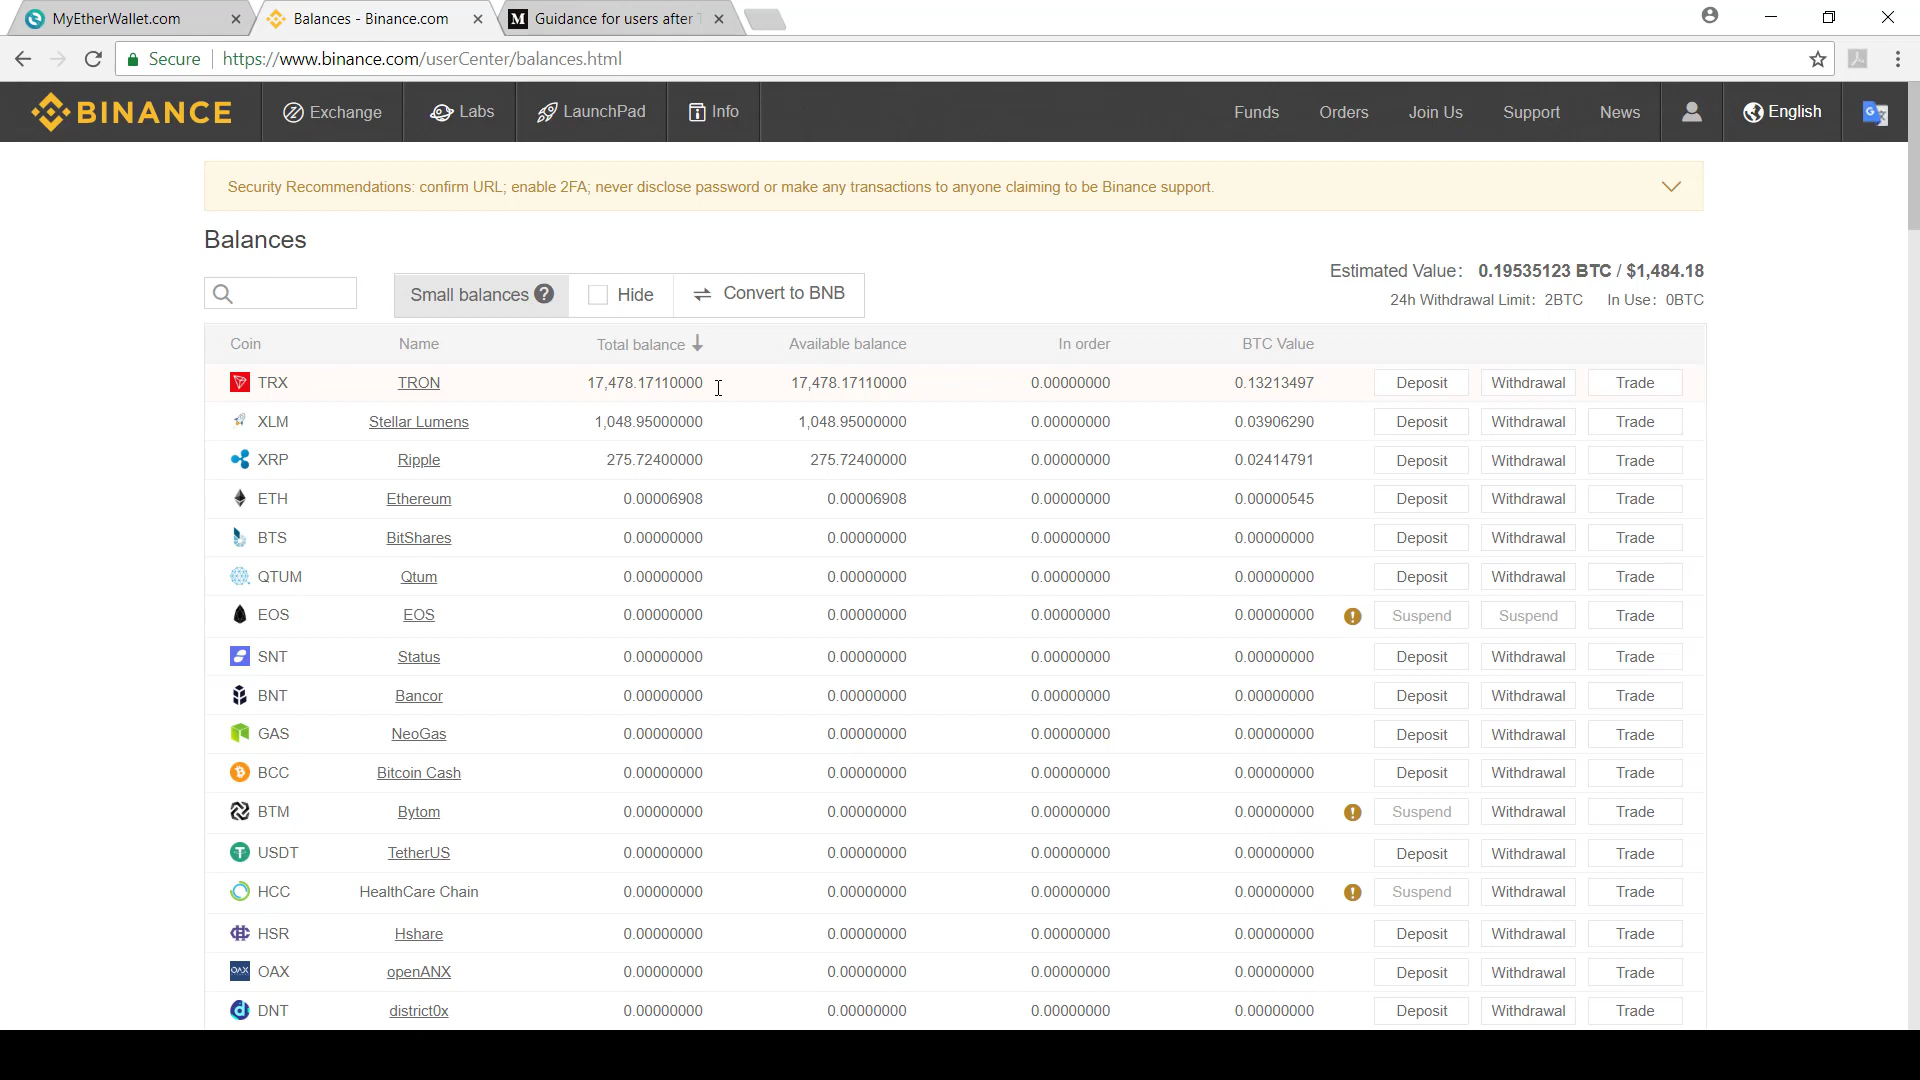 MyEtherWallet.com
Balances - Binance.com
Guidance for users after T
Secure https://www.binance.com/userCenter/balances.html
BINANCE Exchange Labs LaunchPad Info Funds Orders Join Us Support News English
Security Recommendations: confirm URL; enable 2FA; never disclose password or make any transactions to anyone claiming to be Binance support.
Balances
Estimated Value: 0.19535123 BTC / $1,484.18
Small balances ? Hide Convert to BNB
24h Withdrawal Limit: 2BTC In Use: 0BTC
Coin Name Total balance Available balance In order BTC Value
TRX TRON 17,478.17110000 17,478.17110000 0.00000000 0.13213497 Deposit Withdrawal Trade
XLM Stellar Lumens 1,048.95000000 1,048.95000000 0.00000000 0.03906290 Deposit Withdrawal Trade
XRP Ripple 275.72400000 275.72400000 0.00000000 0.02414791 Deposit Withdrawal Trade
ETH Ethereum 0.00006908 0.00006908 0.00000000 0.00000545 Deposit Withdrawal Trade
BTS BitShares 0.00000000 0.00000000 0.00000000 0.00000000 Deposit Withdrawal Trade
QTUM Qtum 0.00000000 0.00000000 0.00000000 0.00000000 Deposit Withdrawal Trade
EOS EOS 0.00000000 0.00000000 0.00000000 0.00000000 ! Suspend Suspend Trade
SNT Status 0.00000000 0.00000000 0.00000000 0.00000000 Deposit Withdrawal Trade
BNT Bancor 0.00000000 0.00000000 0.00000000 0.00000000 Deposit Withdrawal Trade
GAS NeoGas 0.00000000 0.00000000 0.00000000 0.00000000 Deposit Withdrawal Trade
BCC Bitcoin Cash 0.00000000 0.00000000 0.00000000 0.00000000 Deposit Withdrawal Trade
BTM Bytom 0.00000000 0.00000000 0.00000000 0.00000000 ! Suspend Withdrawal Trade
USDT TetherUS 0.00000000 0.00000000 0.00000000 0.00000000 Deposit Withdrawal Trade
HCC HealthCare Chain 0.00000000 0.00000000 0.00000000 0.00000000 ! Suspend Withdrawal Trade
HSR Hshare 0.00000000 0.00000000 0.00000000 0.00000000 Deposit Withdrawal Trade
OAX openANX 0.00000000 0.00000000 0.00000000 0.00000000 Deposit Withdrawal Trade
DNT district0x 0.00000000 0.00000000 0.00000000 0.00000000 Deposit Withdrawal Trade